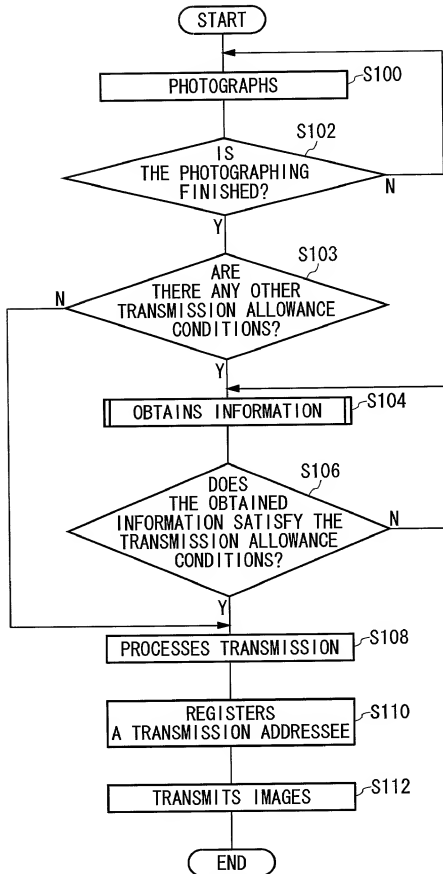 START
PHOTOGRAPHS
S100
S102
IS
THE PHOTOGRAPHING
FINISHED?
N
Y
S103
ARE
THERE ANY OTHER
TRANSMISSION ALLOWANCE
CONDITIONS?
N
Y
OBTAINS INFORMATION
S104
S106
DOES
THE OBTAINED
INFORMATION SATISFY THE
TRANSMISSION ALLOWANCE
CONDITIONS?
N
Y
PROCESSES TRANSMISSION
S108
REGISTERS
A TRANSMISSION ADDRESSEE
S110
TRANSMITS IMAGES
S112
END